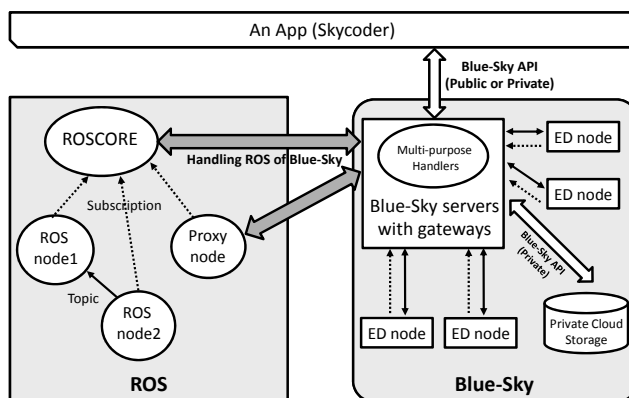 An App (Skycoder)
Blue-Sky API
(Public or Private)
ROSCORE
Handling ROS of Blue-Sky
Multi-purpose
Handlers
Blue-Sky servers
with gateways
ED node
ED node
Subscription
ROS
node1
Proxy
node
Topic
ROS
node2
Blue-Sky API
(Private)
ED node
ED node
Private Cloud
Storage
ROS
Blue-Sky